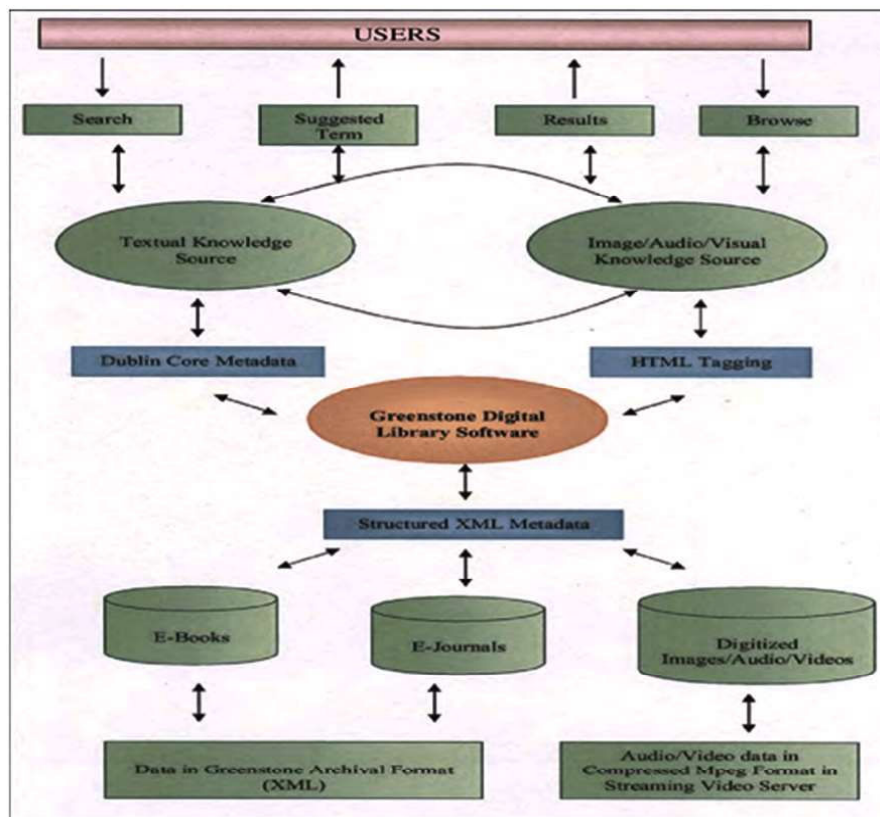 USERS
Search
Suggested
Term
Results
Browse
Textual Knowledge
Source
Image/Audio/Visual
Knowledge Source
Dublin Core Metadata
HTML Tagging
Greenstone Digital
Library Software
Structured XML Metadata
E-Books
E-Journals
Digitized
Images/Audio/Videos
Data in Greenstone Archival Format
(XML)
Audio/Video data in
Compressed Mpeg Format in
Streaming Video Server